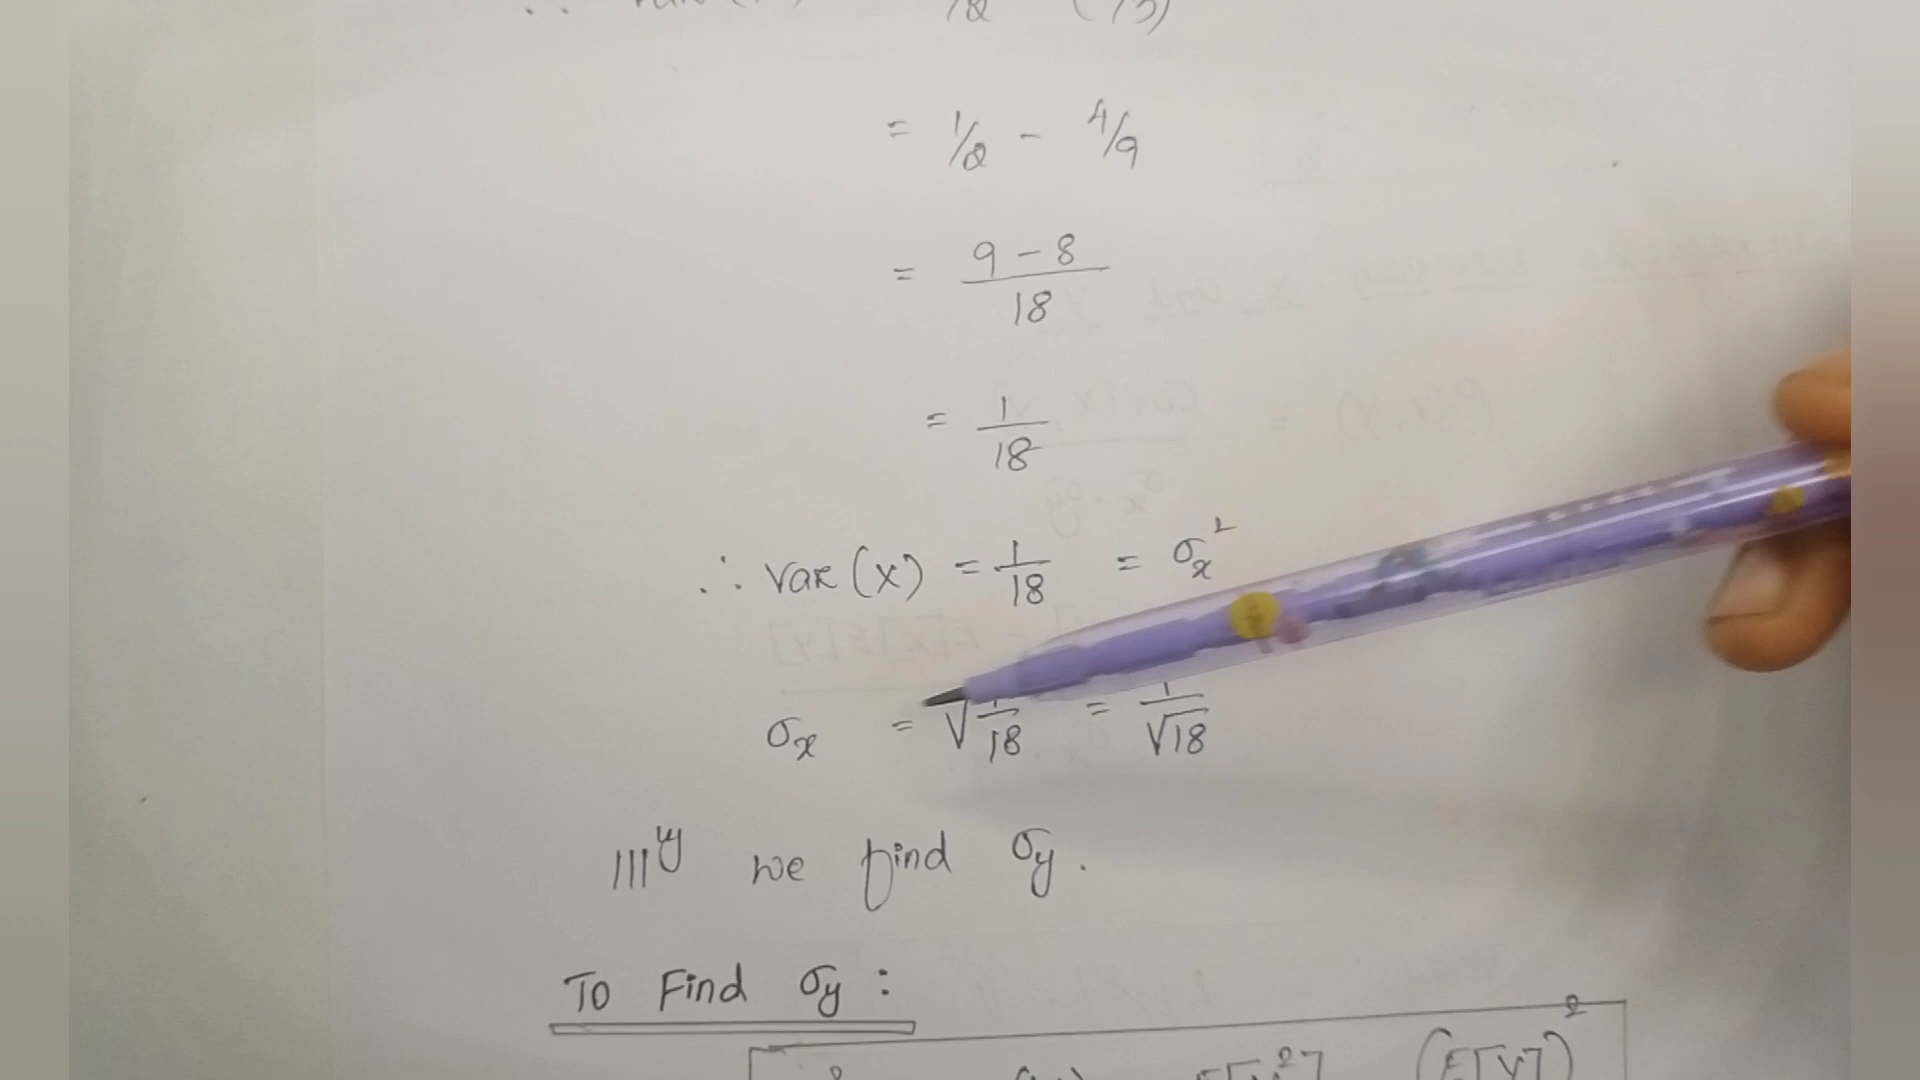 = 1/2 - 4/9
= 9 - 8 / 18
= 1/18
∴ var(x) = 1/18 = σx²
σx = √1/18 = 1/√18
|||ly we find σy.
To Find σy :
(E[Y])²